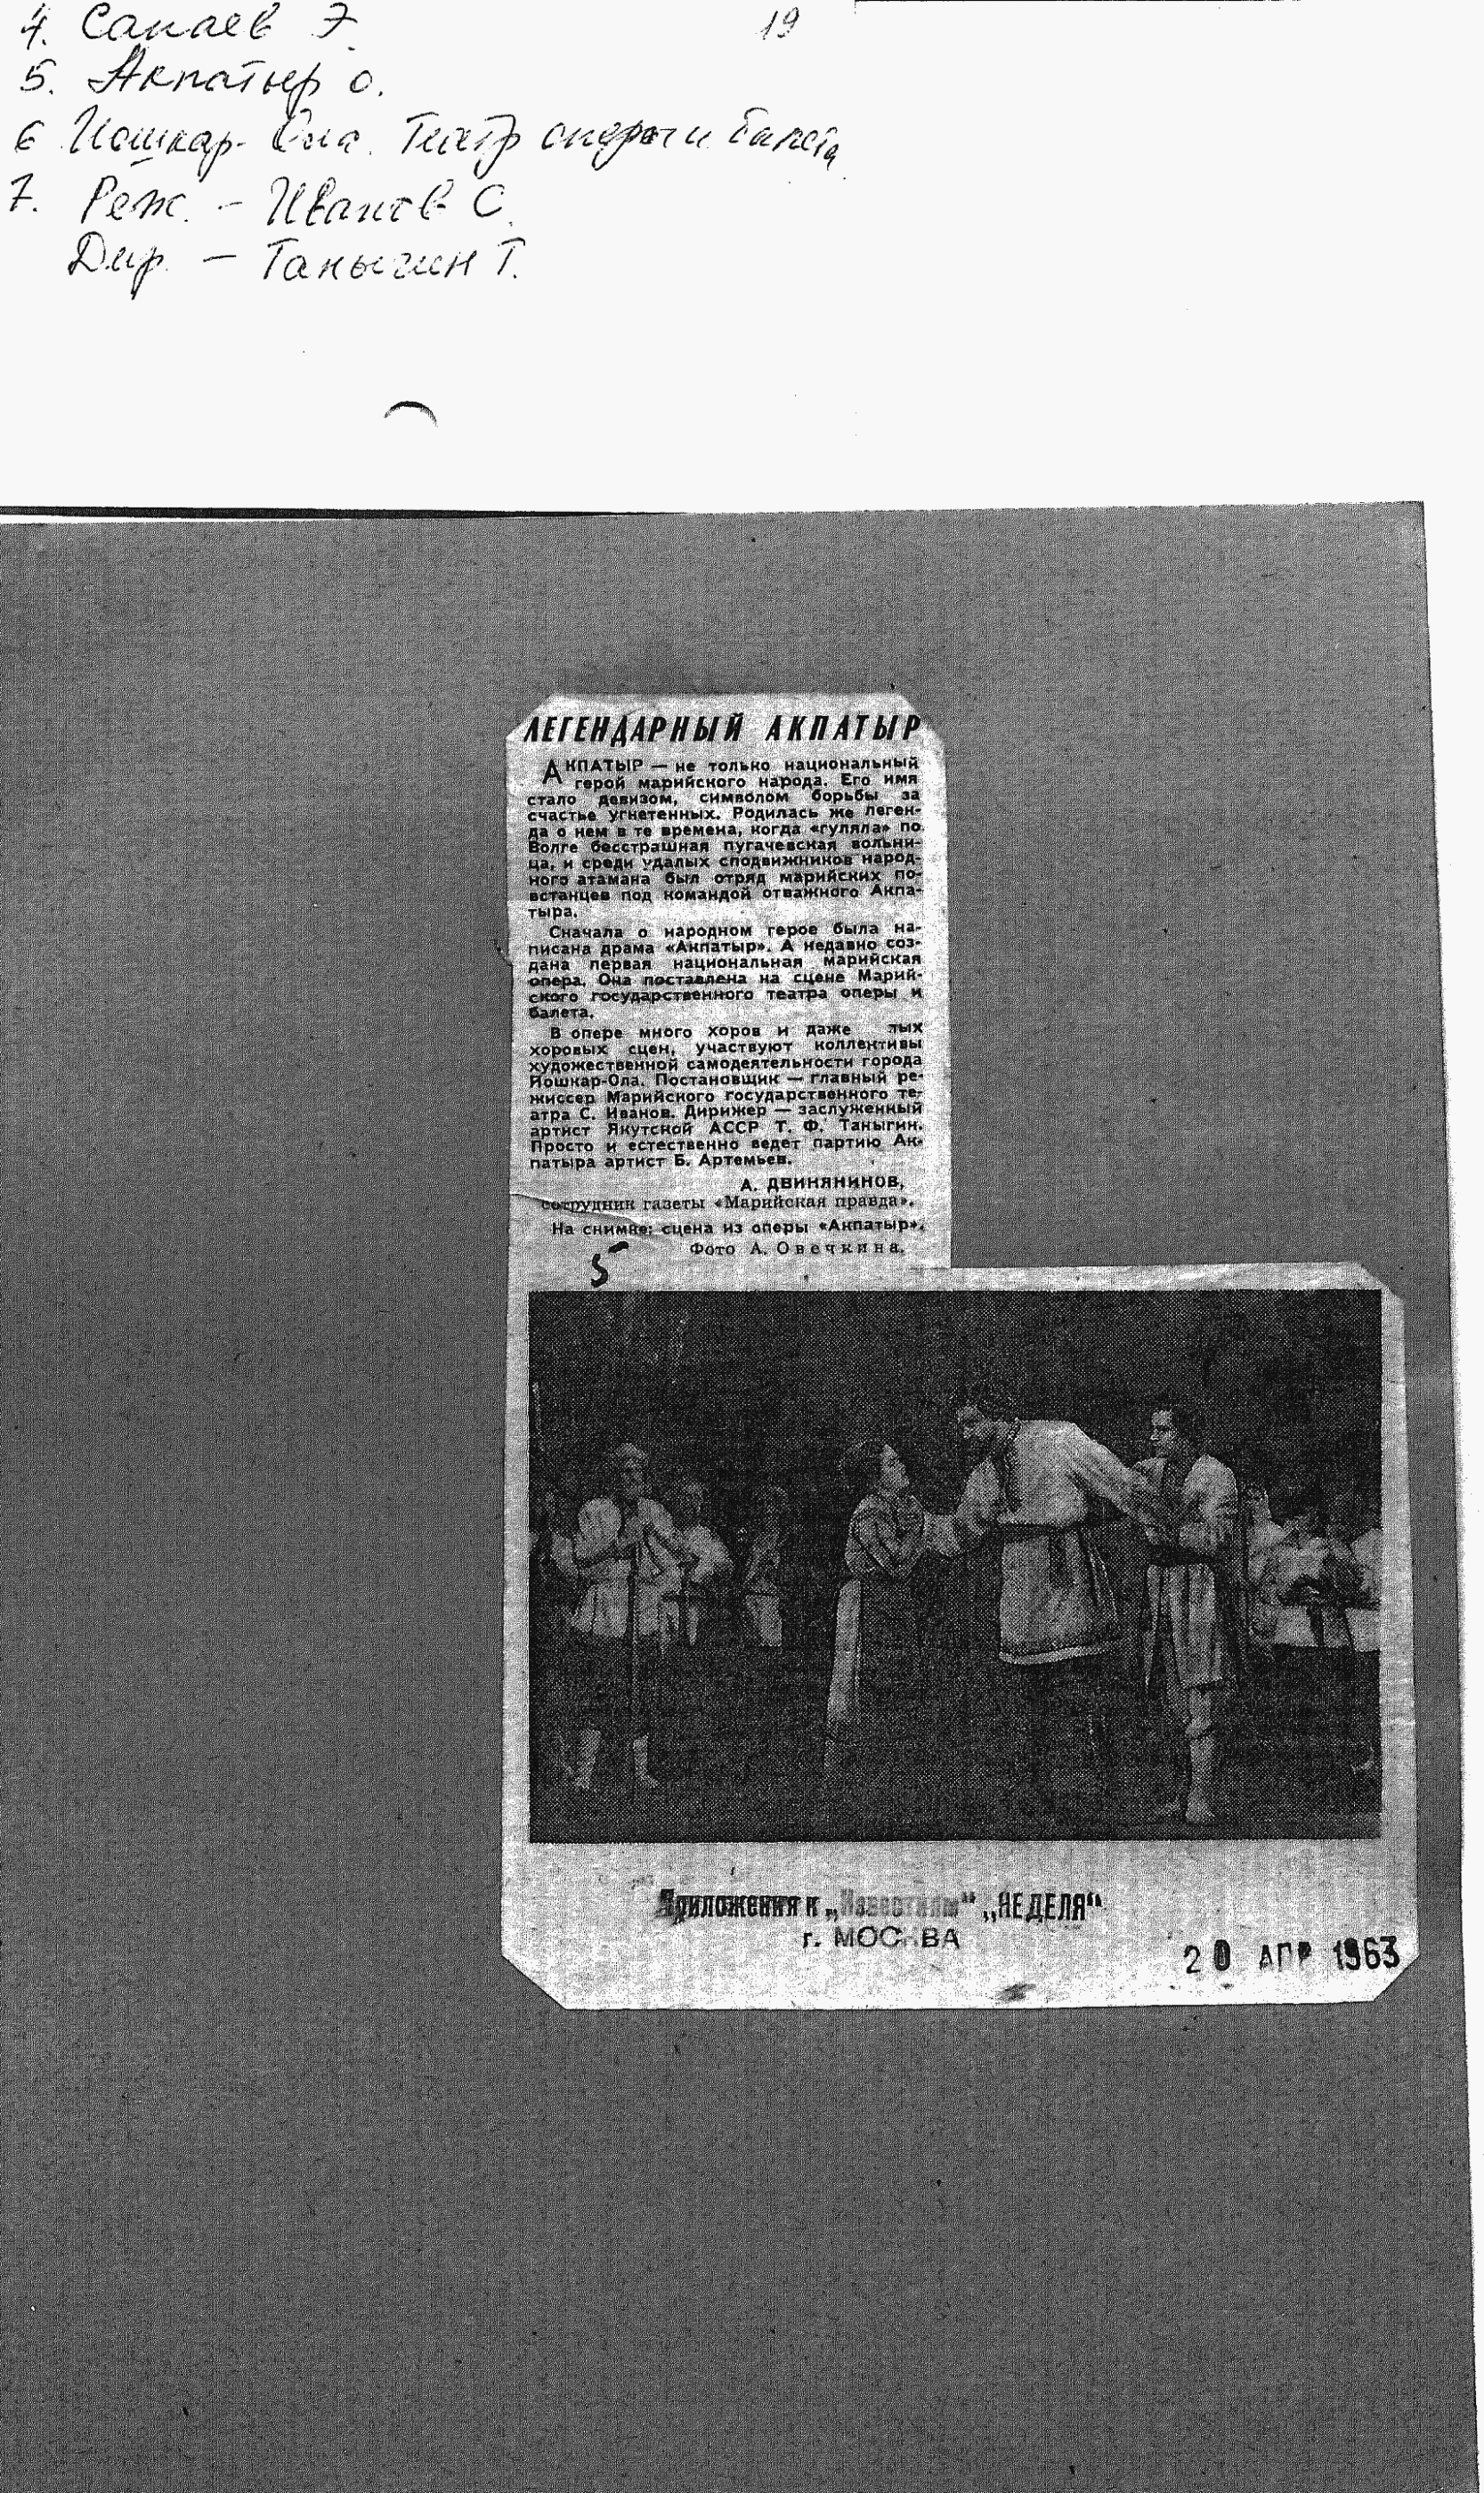 4. Сапаев Э.
19
5. Акпатыр о.
6 Йошкар-Ола. Театр оперы и балета
7. Реж. – Иванов С.
Дир. – Таныгин Т.
ЛЕГЕНДАРНЫЙ АКПАТЫР
АКПАТЫР — не только национальный
герой марийского народа. Его имя
стало девизом, символом борьбы за
счастье угнетенных. Родилась же леген-
да о нем в те времена, когда «гуляла» по
Волге бесстрашная пугачевская вольни-
ца, и среди удалых сподвижников народ-
ного атамана был отряд марийских по-
встанцев под командой отважного Акпа-
тыра.
Сначала о народном герое была на-
писана драма «Акпатыр». А недавно соз-
дана первая национальная марийская
опера. Она поставлена на сцене Марий-
ского государственного театра оперы и
балета.
В опере много хоров и даже
хоровых сцен, участвуют коллективы
художественной самодеятельности города
Йошкар-Ола. Постановщик — главный ре-
жиссер Марийского государственного те-
атра С. Иванов. Дирижер — заслуженный
артист Якутской АССР Т. Ф. Таныгин.
Просто и естественно ведет партию Ак-
патыра артист Б. Артемьев.
А. ДВИНЯНИНОВ,
сотрудник газеты «Марийская правда».
На снимке: сцена из оперы «Акпатыр».
Фото А. Овечкина.
5
Приложения к „Известиям" „НЕДЕЛЯ"
г. МОСКВА
20 АПР 1963